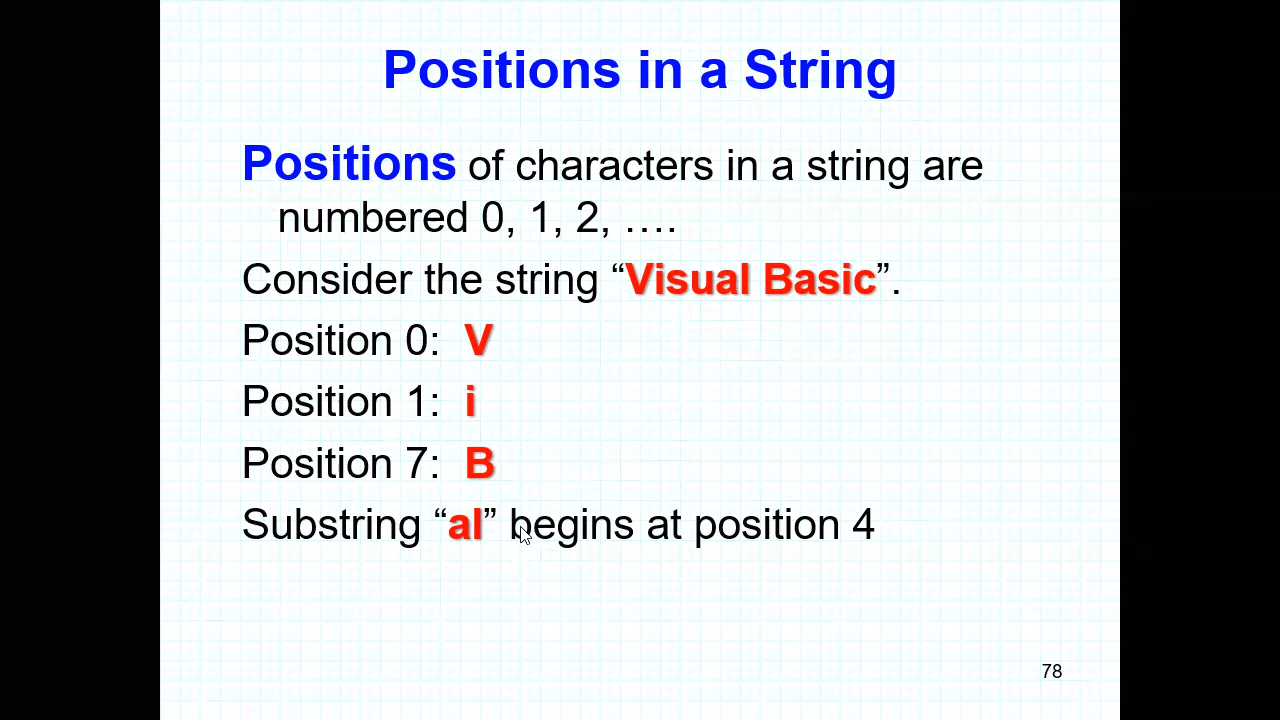 Positions in a String
Positions of characters in a string are
numbered 0, 1, 2, ….
Consider the string “Visual Basic”.
Position 0: V
Position 1: i
Position 7: B
Substring “al” begins at position 4
78